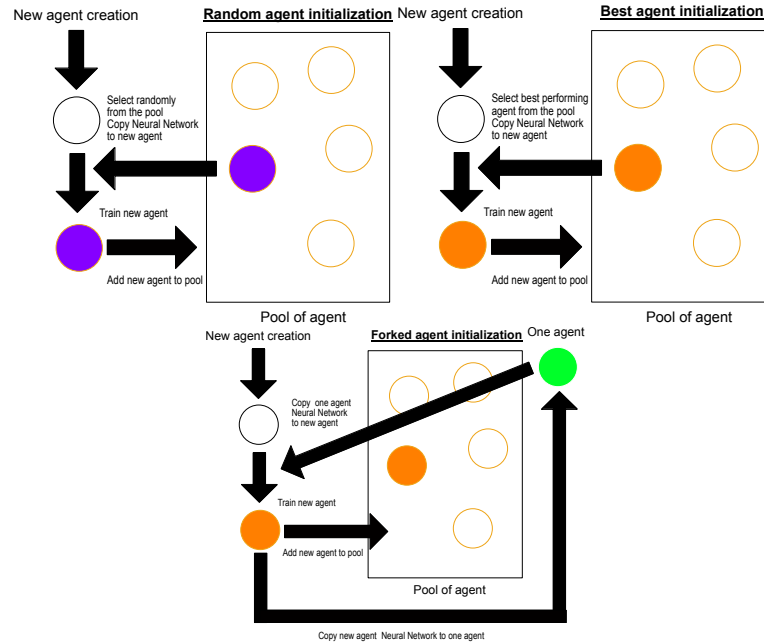 New agent creation
Random agent initialization
Select randomly
from the pool
Copy Neural Network
to new agent
Train new agent
Add new agent to pool
Pool of agent
New agent creation
Best agent initialization
Select best performing
agent from the pool
Copy Neural Network
to new agent
Train new agent
Add new agent to pool
Pool of agent
New agent creation
Forked agent initialization
One agent
Copy one agent
Neural Network
to new agent
Train new agent
Add new agent to pool
Pool of agent
Copy new agent Neural Network to one agent